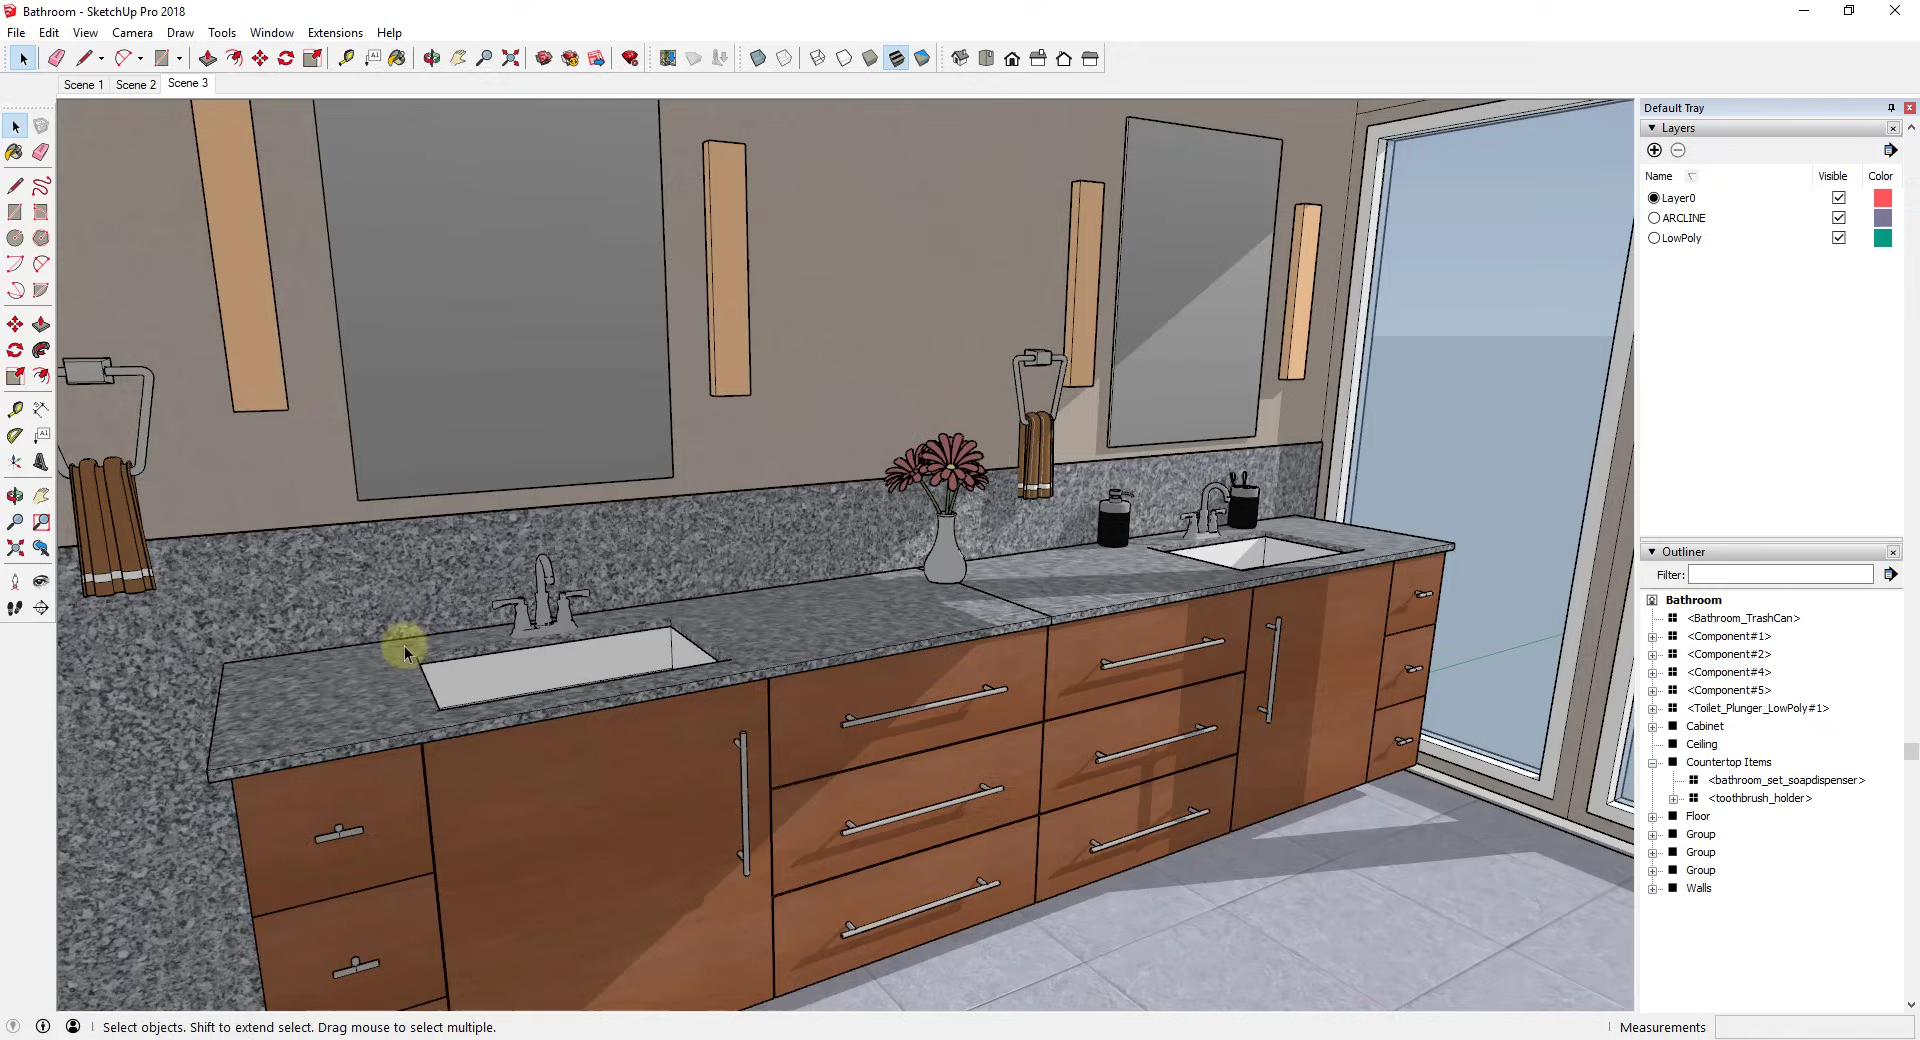 Bathroom - SketchUp Pro 2018
File Edit View Camera Draw Tools Window Extensions Help
Scene 1 Scene 2 Scene 3
Default Tray
Layers
Name Visible Color
Layer0
ARCLINE
LowPoly
Outliner
Filter:
Bathroom
<Bathroom_TrashCan>
<Component#1>
<Component#2>
<Component#4>
<Component#5>
<Toilet_Plunger_LowPoly#1>
Cabinet
Ceiling
Countertop Items
<bathroom_set_soapdispenser>
<toothbrush_holder>
Floor
Group
Group
Group
Walls
Select objects. Shift to extend select. Drag mouse to select multiple.
Measurements